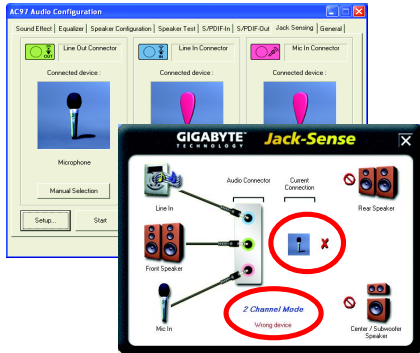 AC97 Audio Configuration
Sound Effect Equalizer Speaker Configuration Speaker Test S/PDIF-In S/PDIF-Out Jack Sensing General
OUT Line Out Connector
IN Line In Connector
Mic In Connector
Connected device :
Connected device :
Connected device :
Microphone
Manual Selection
Setup...
Start
GIGABYTE
TECHNOLOGY
Jack-Sense
X
Audio Connector
Current Connection
Line In
Rear Speaker
Front Speaker
2 Channel Mode
Wrong device
Mic In
Center / Subwoofer
Speaker